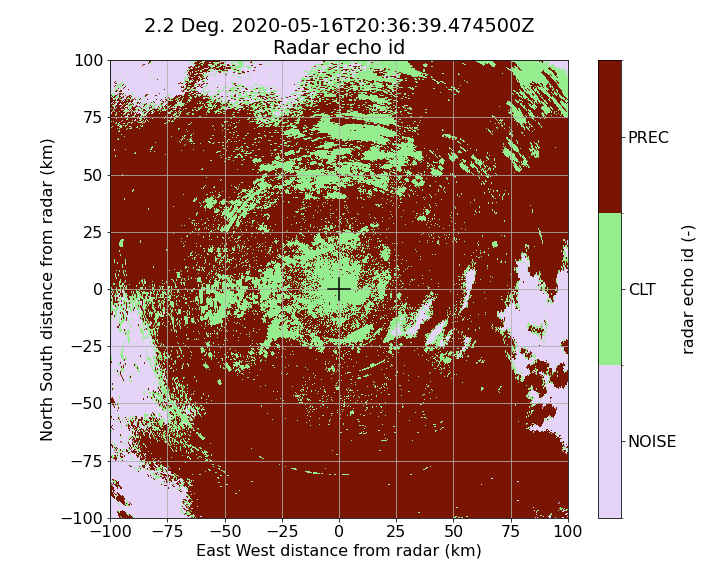 2.2 Deg. 2020-05-16T20:36:39.474500Z
Radar echo id
100
75
50
25
0
−25
−50
−75
−100
−100 −75 −50 −25 0 25 50 75 100
East West distance from radar (km)
North South distance from radar (km)
PREC
CLT
NOISE
radar echo id (-)